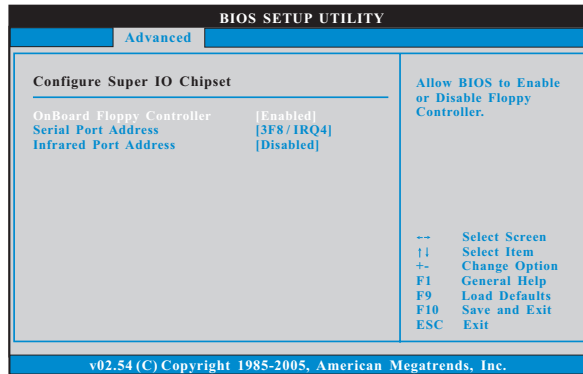 BIOS SETUP UTILITY
Advanced
Configure Super IO Chipset
OnBoard Floppy Controller [Enabled]
Serial Port Address [3F8 / IRQ4]
Infrared Port Address [Disabled]
Allow BIOS to Enable
or Disable Floppy
Controller.
←→ Select Screen
↑↓ Select Item
+- Change Option
F1 General Help
F9 Load Defaults
F10 Save and Exit
ESC Exit
v02.54 (C) Copyright 1985-2005, American Megatrends, Inc.